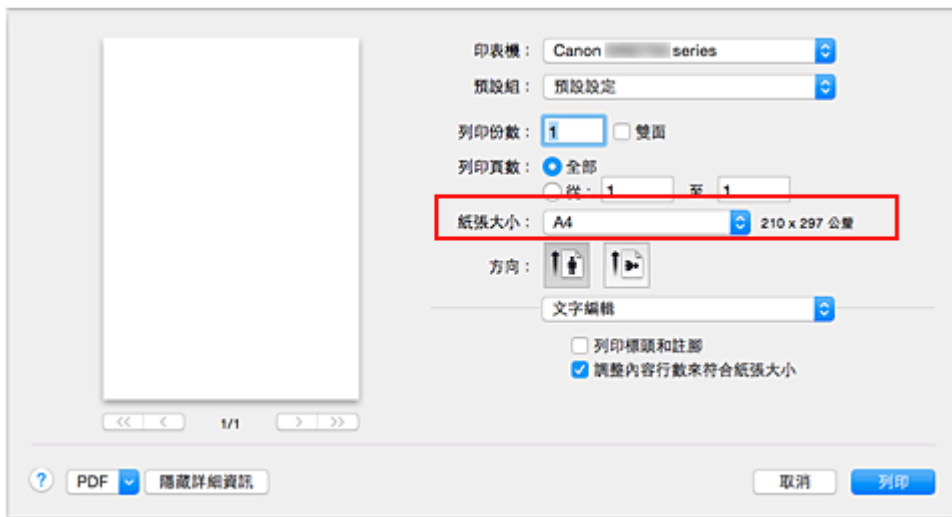 印表機： Canon series
預設組： 預設設定
列印份數： 1 雙面
列印頁數： 全部
從： 1 至 1
紙張大小： A4 210 x 297 公釐
方向：
文字編輯
列印標頭和註腳
調整內容行數來符合紙張大小
<< < 1/1 > >>
? PDF 隱藏詳細資訊 取消 列印